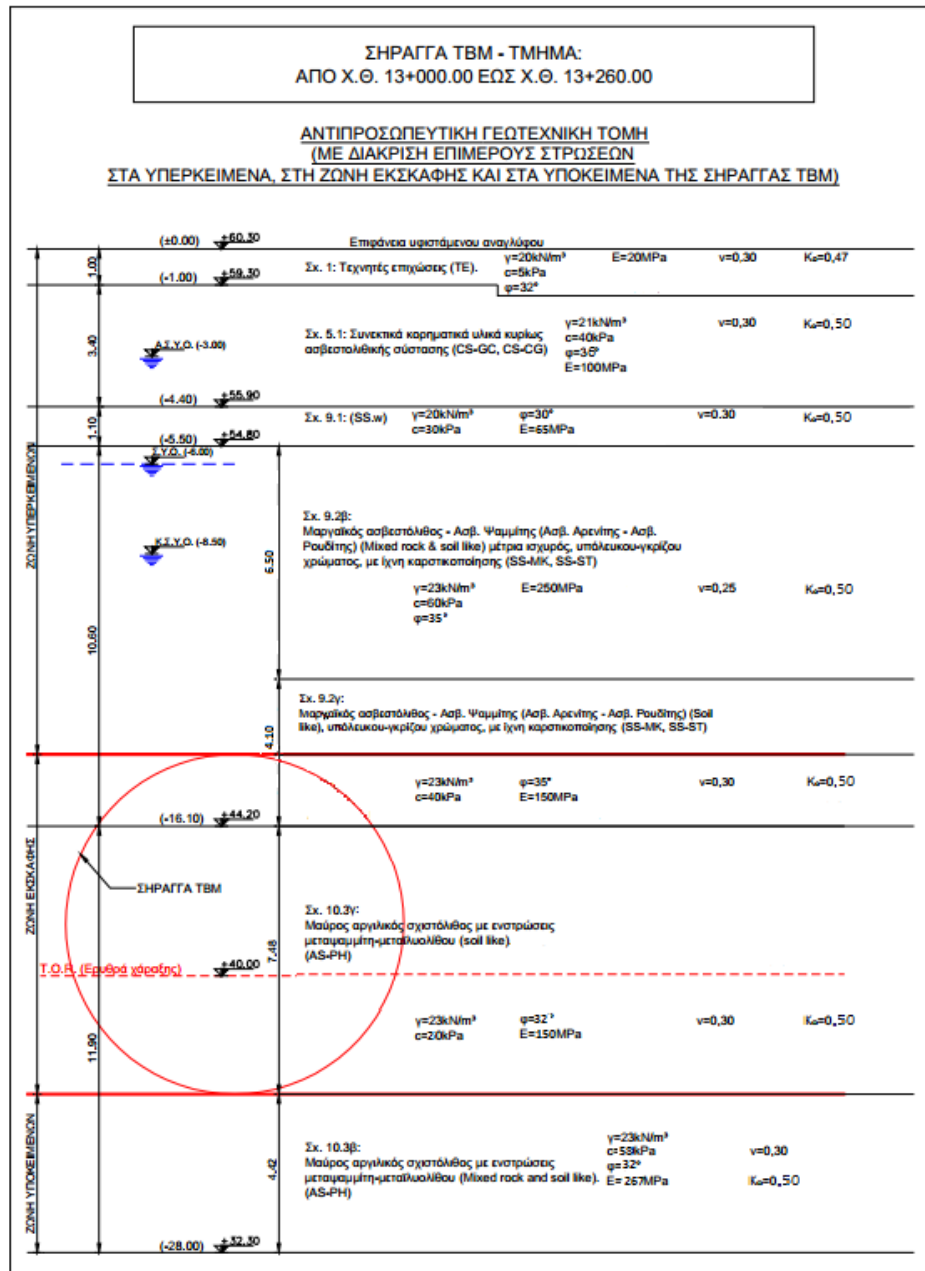 ΣΗΡΑΓΓΑ ΤΒΜ - ΤΜΗΜΑ:
ΑΠΟ Χ.Θ. 13+000.00 ΕΩΣ Χ.Θ. 13+260.00
ΑΝΤΙΠΡΟΣΩΠΕΥΤΙΚΗ ΓΕΩΤΕΧΝΙΚΗ ΤΟΜΗ
(ΜΕ ΔΙΑΚΡΙΣΗ ΕΠΙΜΕΡΟΥΣ ΣΤΡΩΣΕΩΝ
ΣΤΑ ΥΠΕΡΚΕΙΜΕΝΑ, ΣΤΗ ΖΩΝΗ ΕΚΣΚΑΦΗΣ ΚΑΙ ΣΤΑ ΥΠΟΚΕΙΜΕΝΑ ΤΗΣ ΣΗΡΑΓΓΑΣ ΤΒΜ)
(±0.00) +60.30 Επιφάνεια υφιστάμενου αναγλύφου
1.00
Σχ. 1: Τεχνητές επιχώσεις (ΤΕ). γ=20kN/m³ E=20MPa ν=0,30 Kₒ=0,47
c=5kPa
φ=32°
(-1.00) +59.30
3.40
Σχ. 5.1: Συνεκτικά κορηματικά υλικά κυρίως
ασβεστολιθικής σύστασης (CS-GC, CS-CG)
γ=21kN/m³ ν=0,30 Kₒ=0,50
c=40kPa
φ=36°
E=100MPa
Α.Σ.Υ.Ο. (-3.00)
(-4.40) +55.90
1.10
Σχ. 9.1: (SS.w) γ=20kN/m³ φ=30° ν=0.30 Kₒ=0,50
c=30kPa E=65MPa
(-5.50) +54.80
Σ.Υ.Ο. (-6.00)
Κ.Σ.Υ.Ο. (-8.50)
ΖΩΝΗ ΥΠΕΡΚΕΙΜΕΝΩΝ
10.60
6.50
Σχ. 9.2β:
Μαργαϊκός ασβεστόλιθος - Ασβ. Ψαμμίτης (Ασβ. Αρενίτης - Ασβ.
Ρουδίτης) (Mixed rock & soil like) μέτρια ισχυρός, υπόλευκου-γκρίζου
χρώματος, με ίχνη καρστικοποίησης (SS-MK, SS-ST)
γ=23kN/m³ E=250MPa ν=0,25 Kₒ=0,50
c=60kPa
φ=35°
4.10
Σχ. 9.2γ:
Μαργαϊκός ασβεστόλιθος - Ασβ. Ψαμμίτης (Ασβ. Αρενίτης - Ασβ. Ρουδίτης) (Soil
like), υπόλευκου-γκρίζου χρώματος, με ίχνη καρστικοποίησης (SS-MK, SS-ST)
γ=23kN/m³ φ=35° ν=0,30 Kₒ=0,50
c=40kPa E=150MPa
(-16.10) +44.20
ΖΩΝΗ ΕΚΣΚΑΦΗΣ
ΣΗΡΑΓΓΑ ΤΒΜ
11.90
7.48
Σχ. 10.3γ:
Μαύρος αργιλικός σχιστόλιθος με ενστρώσεις
μεταψαμμίτη-μεταϊλυολίθου (soil like)
(AS-PH)
T.O.R. (Ερυθρά χάραξης) +40.00
γ=23kN/m³ φ=32° ν=0,30 Kₒ=0,50
c=20kPa E=150MPa
ΖΩΝΗ ΥΠΟΚΕΙΜΕΝΩΝ
4.42
Σχ. 10.3β:
Μαύρος αργιλικός σχιστόλιθος με ενστρώσεις
μεταψαμμίτη-μεταϊλυολίθου (Mixed rock and soil like).
(AS-PH)
γ=23kN/m³
c=58kPa ν=0,30
φ=32°
E=267MPa Kₒ=0,50
(-28.00) +32.30